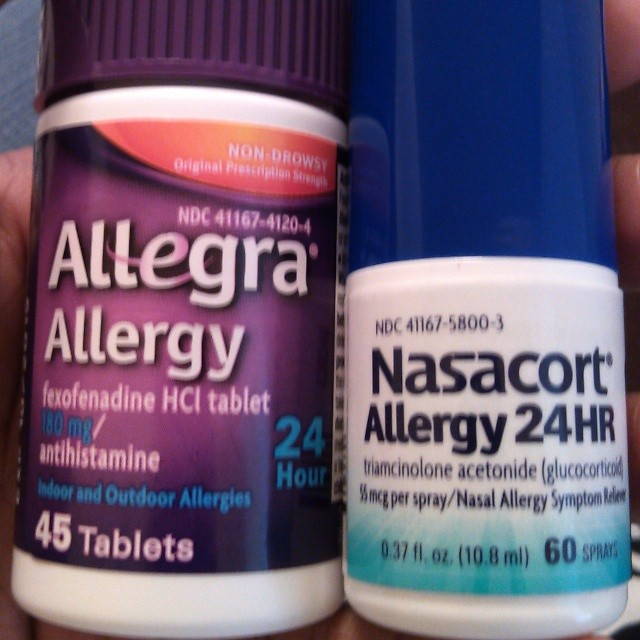 NON-DROWSY
Original Prescription Strength
NDC 41167-4120-4
Allegra®
Allergy
fexofenadine HCl tablet
180 mg/
antihistamine
24
Hour
Indoor and Outdoor Allergies
45 Tablets
NDC 41167-5800-3
Nasacort®
Allergy 24HR
triamcinolone acetonide (glucocorticoid)
55 mcg per spray/Nasal Allergy Symptom Reliever
0.37 fl. oz. (10.8 ml) 60 SPRAYS